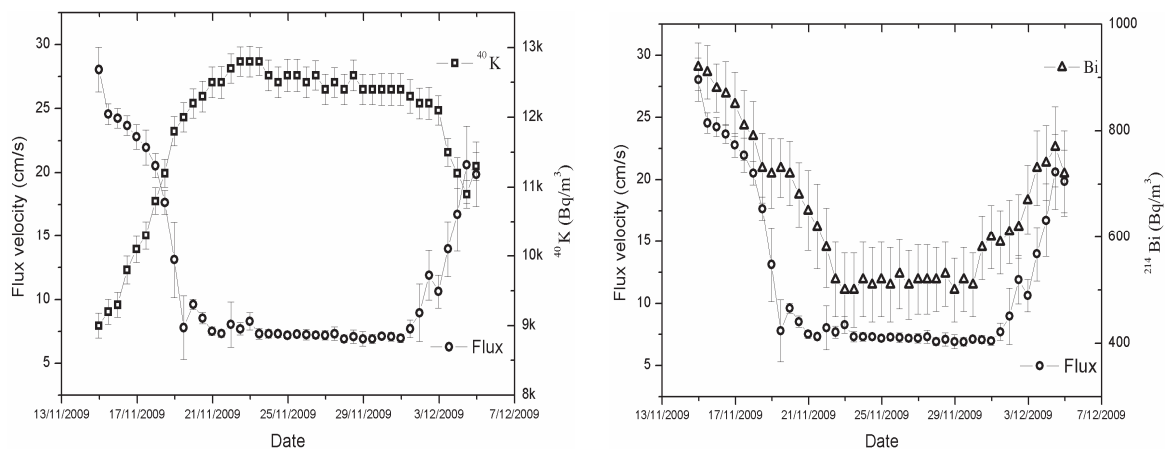 30
25
20
15
10
5
Flux velocity (cm/s)
40K
Flux
13k
12k
11k
10k
9k
8k
40K (Bq/m3)
13/11/2009 17/11/2009 21/11/2009 25/11/2009 29/11/2009 3/12/2009 7/12/2009
Date
30
25
20
15
10
5
Flux velocity (cm/s)
Bi
Flux
1000
800
600
400
214 Bi (Bq/m3)
13/11/2009 17/11/2009 21/11/2009 25/11/2009 29/11/2009 3/12/2009 7/12/2009
Date